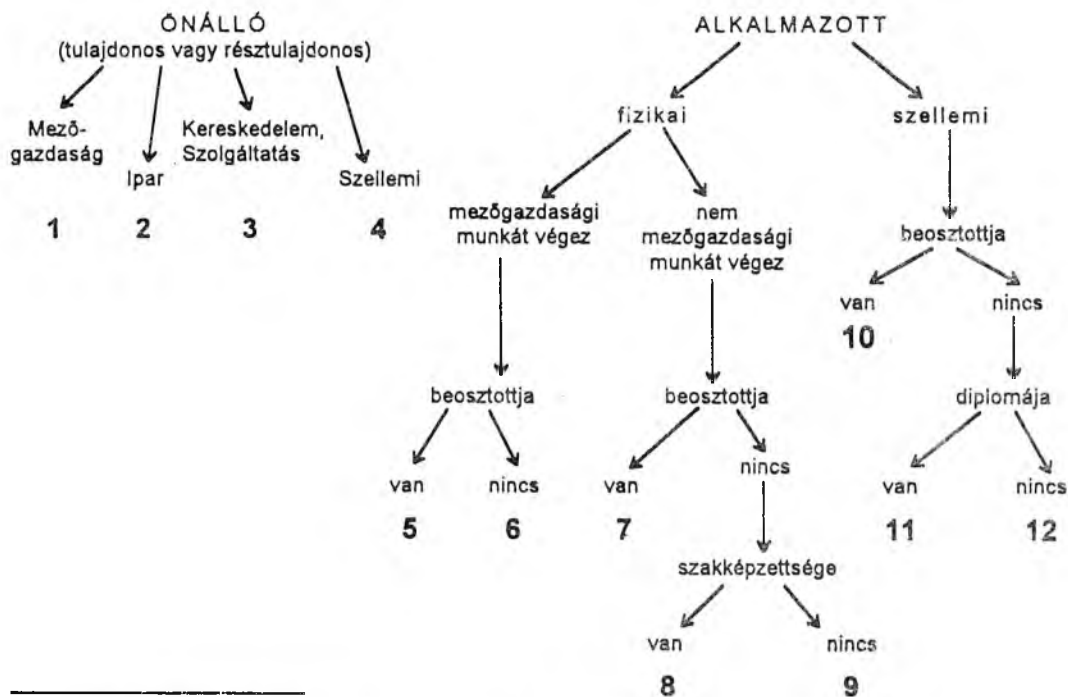 ÖNÁLLÓ
(tulajdonos vagy résztulajdonos)
Mező-
gazdaság
Ipar
Kereskedelem,
Szolgáltatás
Szellemi
1
2
3
4
ALKALMAZOTT
fizikai
szellemi
mezőgazdasági
munkát végez
nem
mezőgazdasági
munkát végez
beosztottja
van
nincs
10
beosztottja
beosztottja
diplomája
van
nincs
5
6
van
nincs
7
van
nincs
11
12
szakképzettsége
van
nincs
8
9